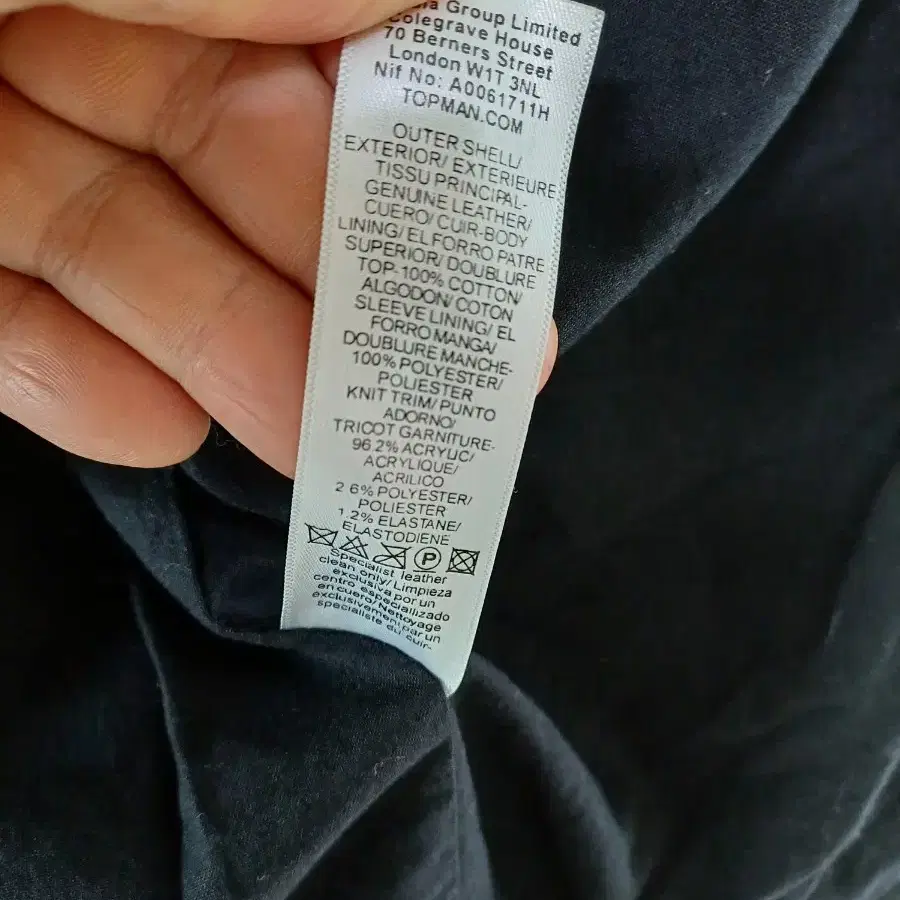 Group Limited
Colegrave House
70 Berners Street
London W1T 3NL
Nif No: A0061711H
TOPMAN.COM
OUTER SHELL/
EXTERIOR/ EXTERIEURE
TISSU PRINCIPAL-
GENUINE LEATHER/
CUERO/ CUIR-BODY
LINING/ EL FORRO PATRE
SUPERIOR/ DOUBLURE
TOP-100% COTTON/
ALGODON/ COTON
SLEEVE LINING/ EL
FORRO MANGA/
DOUBLURE MANCHE-
100% POLYESTER/
POLIESTER
KNIT TRIM/ PUNTO
ADORNO/
TRICOT GARNITURE-
96.2% ACRYLIC/
ACRYLIQUE/
ACRILICO
2.6% POLYESTER/
POLIESTER
1.2% ELASTANE/
ELASTODIENE
P
Specialist leather
clean only/ Limpieza
exclusiva por un
centro especiallizado
en cuero/ Nettoyage
exclusivement par un
specialiste du cuir-